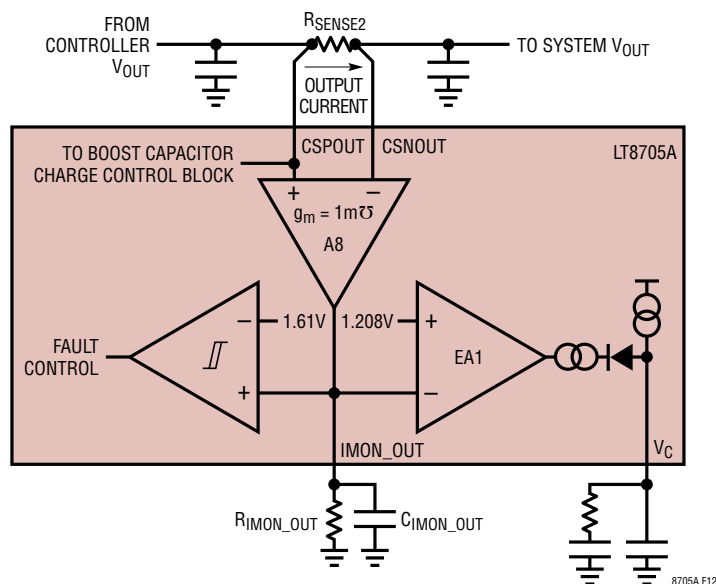 FROM
CONTROLLER
VOUT
RSENSE2
TO SYSTEM VOUT
OUTPUT
CURRENT
CSPOUT
CSNOUT
LT8705A
TO BOOST CAPACITOR
CHARGE CONTROL BLOCK
+
–
gm = 1m℧
A8
FAULT
CONTROL
–
1.61V
1.208V
+
EA1
+
–
IMON_OUT
VC
RIMON_OUT
CIMON_OUT
8705A F12